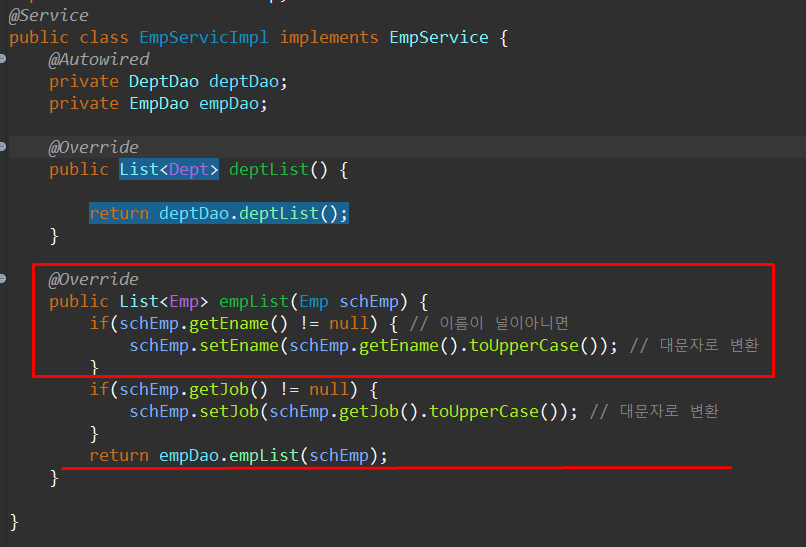 @Service
public class EmpServicImpl implements EmpService {
@Autowired
private DeptDao deptDao;
private EmpDao empDao;
@Override
public List<Dept> deptList() {
return deptDao.deptList();
}
@Override
public List<Emp> empList(Emp schEmp) {
if(schEmp.getEname() != null) { // 이름이 널이아니면
schEmp.setEname(schEmp.getEname().toUpperCase()); // 대문자로 변환
}
if(schEmp.getJob() != null) {
schEmp.setJob(schEmp.getJob().toUpperCase()); // 대문자로 변환
}
return empDao.empList(schEmp);
}
}